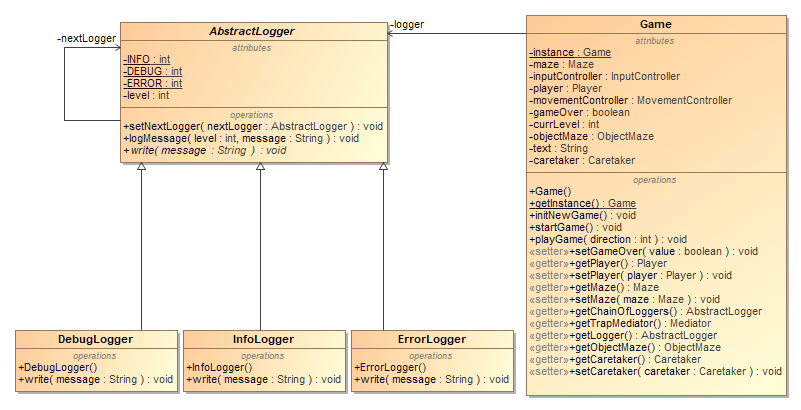 -nextLogger
AbstractLogger
attributes
-INFO : int
-DEBUG : int
-ERROR : int
-level : int
operations
+setNextLogger( nextLogger : AbstractLogger ) : void
+logMessage( level : int, message : String ) : void
+write( message : String ) : void
-logger
Game
attributes
-instance : Game
-maze : Maze
-inputController : InputController
-player : Player
-movementController : MovementController
-gameOver : boolean
-currLevel : int
-objectMaze : ObjectMaze
-text : String
-caretaker : Caretaker
operations
+Game()
+getInstance() : Game
+initNewGame() : void
+startGame() : void
+playGame( direction : int ) : void
«setter»+setGameOver( value : boolean ) : void
«getter»+getPlayer() : Player
«setter»+setPlayer( player : Player ) : void
«getter»+getMaze() : Maze
«setter»+setMaze( maze : Maze ) : void
«getter»+getChainOfLoggers() : AbstractLogger
«getter»+getTrapMediator() : Mediator
«getter»+getLogger() : AbstractLogger
«getter»+getObjectMaze() : ObjectMaze
«getter»+getCaretaker() : Caretaker
«setter»+setCaretaker( caretaker : Caretaker ) : void
DebugLogger
operations
+DebugLogger()
+write( message : String ) : void
InfoLogger
operations
+InfoLogger()
+write( message : String ) : void
ErrorLogger
operations
+ErrorLogger()
+write( message : String ) : void